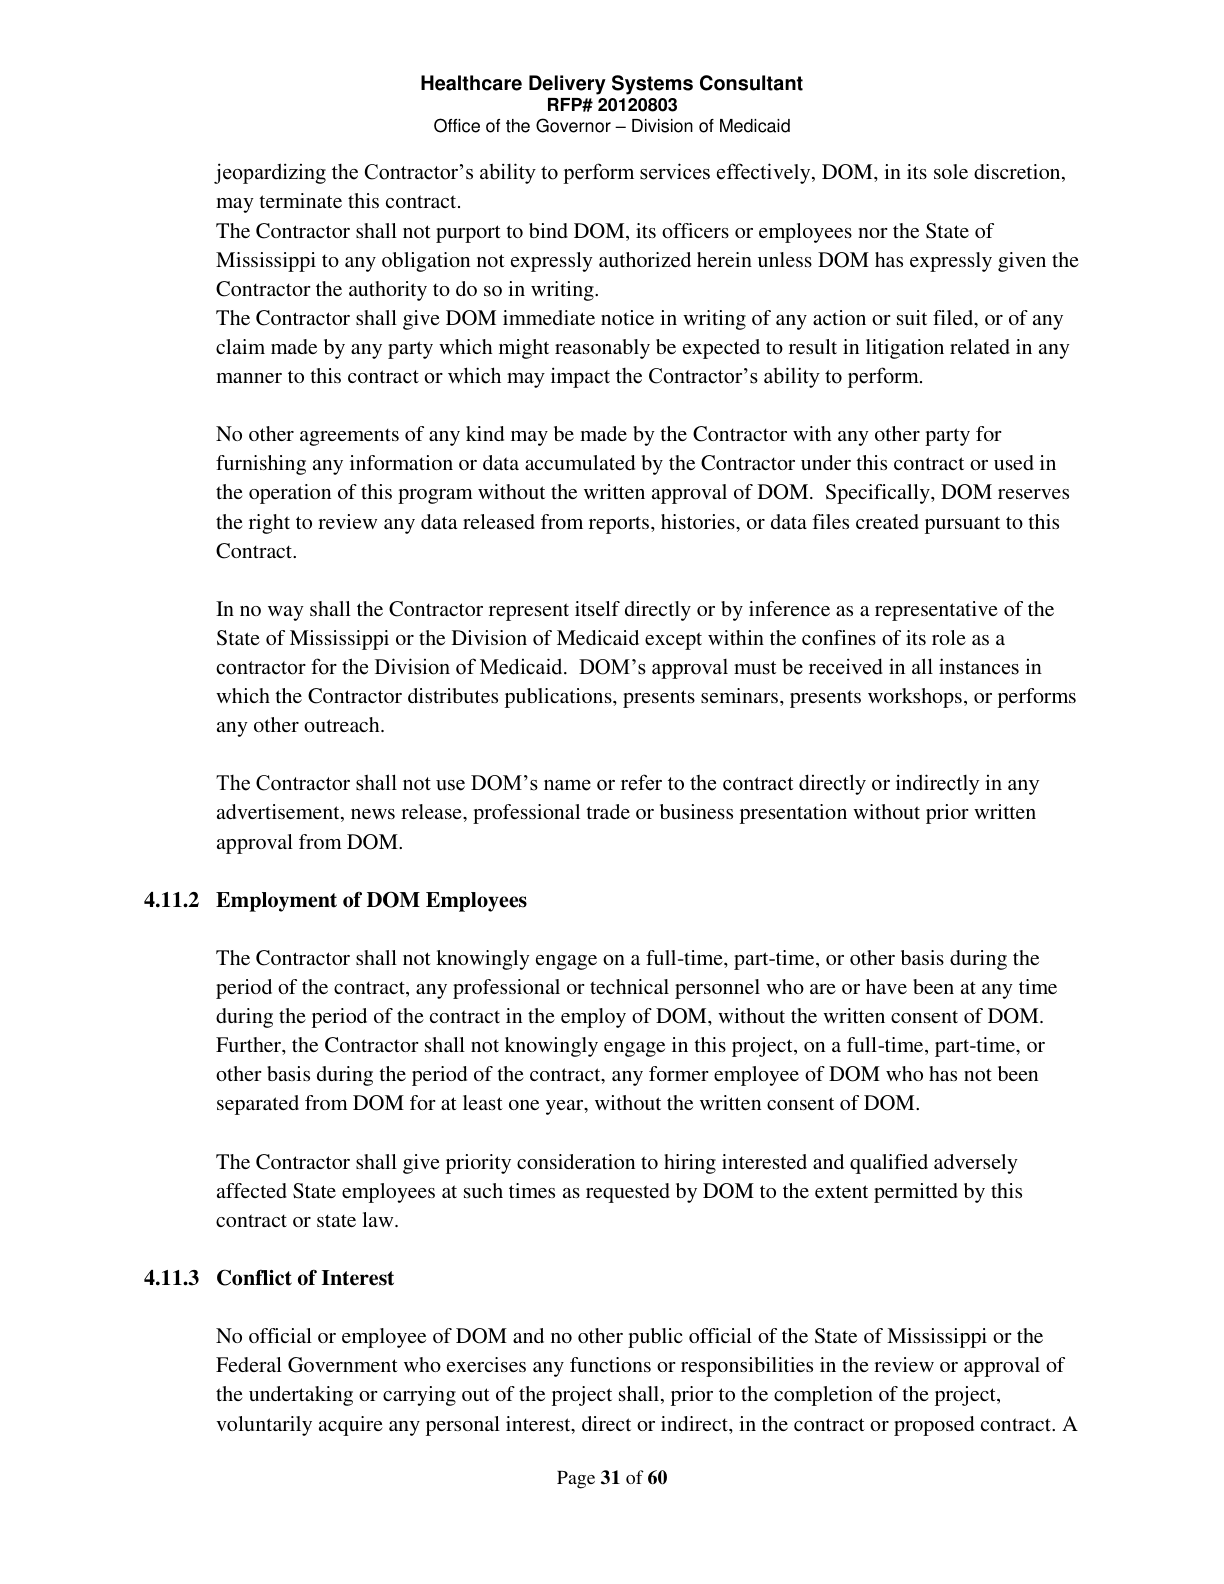 Healthcare Delivery Systems Consultant
RFP# 20120803
Office of the Governor – Division of Medicaid
jeopardizing the Contractor’s ability to perform services effectively, DOM, in its sole discretion,
may terminate this contract.
The Contractor shall not purport to bind DOM, its officers or employees nor the State of
Mississippi to any obligation not expressly authorized herein unless DOM has expressly given the
Contractor the authority to do so in writing.
The Contractor shall give DOM immediate notice in writing of any action or suit filed, or of any
claim made by any party which might reasonably be expected to result in litigation related in any
manner to this contract or which may impact the Contractor’s ability to perform.
No other agreements of any kind may be made by the Contractor with any other party for
furnishing any information or data accumulated by the Contractor under this contract or used in
the operation of this program without the written approval of DOM.  Specifically, DOM reserves
the right to review any data released from reports, histories, or data files created pursuant to this
Contract.
In no way shall the Contractor represent itself directly or by inference as a representative of the
State of Mississippi or the Division of Medicaid except within the confines of its role as a
contractor for the Division of Medicaid.  DOM’s approval must be received in all instances in
which the Contractor distributes publications, presents seminars, presents workshops, or performs
any other outreach.
The Contractor shall not use DOM’s name or refer to the contract directly or indirectly in any
advertisement, news release, professional trade or business presentation without prior written
approval from DOM.
4.11.2 Employment of DOM Employees
The Contractor shall not knowingly engage on a full-time, part-time, or other basis during the
period of the contract, any professional or technical personnel who are or have been at any time
during the period of the contract in the employ of DOM, without the written consent of DOM.
Further, the Contractor shall not knowingly engage in this project, on a full-time, part-time, or
other basis during the period of the contract, any former employee of DOM who has not been
separated from DOM for at least one year, without the written consent of DOM.
The Contractor shall give priority consideration to hiring interested and qualified adversely
affected State employees at such times as requested by DOM to the extent permitted by this
contract or state law.
4.11.3 Conflict of Interest
No official or employee of DOM and no other public official of the State of Mississippi or the
Federal Government who exercises any functions or responsibilities in the review or approval of
the undertaking or carrying out of the project shall, prior to the completion of the project,
voluntarily acquire any personal interest, direct or indirect, in the contract or proposed contract. A
Page 31 of 60